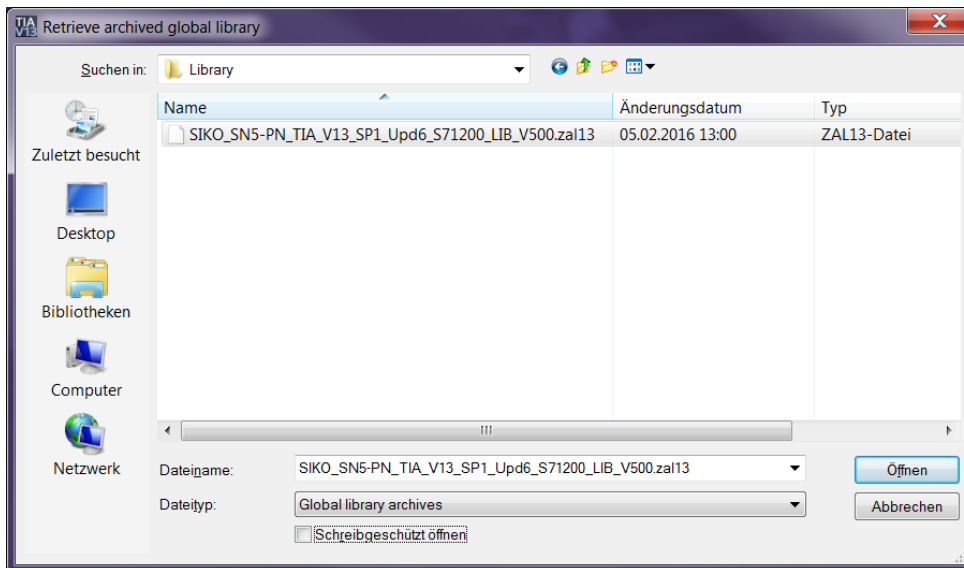 TIA V13 Retrieve archived global library
Suchen in: Library
Name Änderungsdatum Typ
SIKO_SN5-PN_TIA_V13_SP1_Upd6_S71200_LIB_V500.zal13 05.02.2016 13:00 ZAL13-Datei
Zuletzt besucht
Desktop
Bibliotheken
Computer
Netzwerk
Dateiname: SIKO_SN5-PN_TIA_V13_SP1_Upd6_S71200_LIB_V500.zal13 Öffnen
Dateityp: Global library archives Abbrechen
Schreibgeschützt öffnen